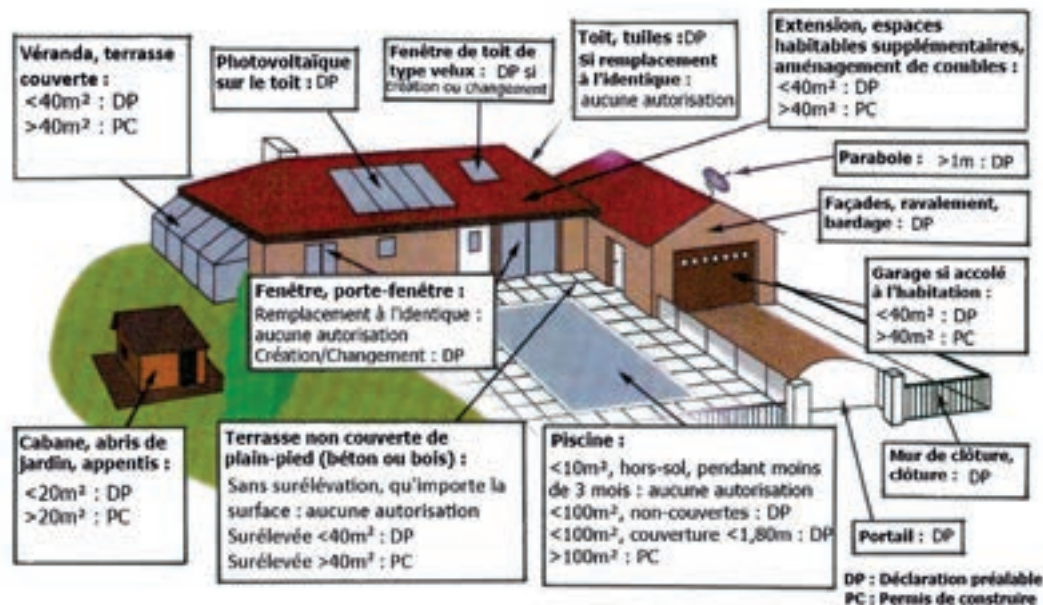 Véranda, terrasse
couverte :
<40m² : DP
>40m² : PC
Photovoltaïque
sur le toit : DP
Fenêtre de toit de
type velux : DP si
création ou changement
Toit, tuilles :DP
Si remplacement
à l'identique :
aucune autorisation
Extension, espaces
habitables supplémentaires,
aménagement de combles :
<40m² : DP
>40m² : PC
Parabole : >1m : DP
Façades, ravalement,
bardage : DP
Garage si accolé
à l'habitation :
<40m² : DP
>40m² : PC
Fenêtre, porte-fenêtre :
Remplacement à l'identique :
aucune autorisation
Création/Changement : DP
Cabane, abris de
jardin, appentis :
<20m² : DP
>20m² : PC
Terrasse non couverte de
plain-pied (béton ou bois) :
Sans surélévation, qu'importe la
surface : aucune autorisation
Surélevée <40m² : DP
Surélevée >40m² : PC
Piscine :
<10m², hors-sol, pendant moins
de 3 mois : aucune autorisation
<100m², non-couvertes : DP
<100m², couverture <1,80m : DP
>100m² : PC
Mur de clôture,
clôture : DP
Portail : DP
DP : Déclaration préalable
PC : Permis de construire